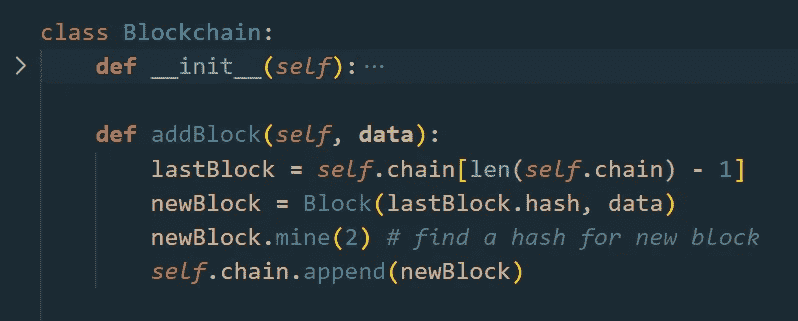 class Blockchain:
    def __init__(self):···
    def addBlock(self, data):
        lastBlock = self.chain[len(self.chain) - 1]
        newBlock = Block(lastBlock.hash, data)
        newBlock.mine(2) # find a hash for new block
        self.chain.append(newBlock)